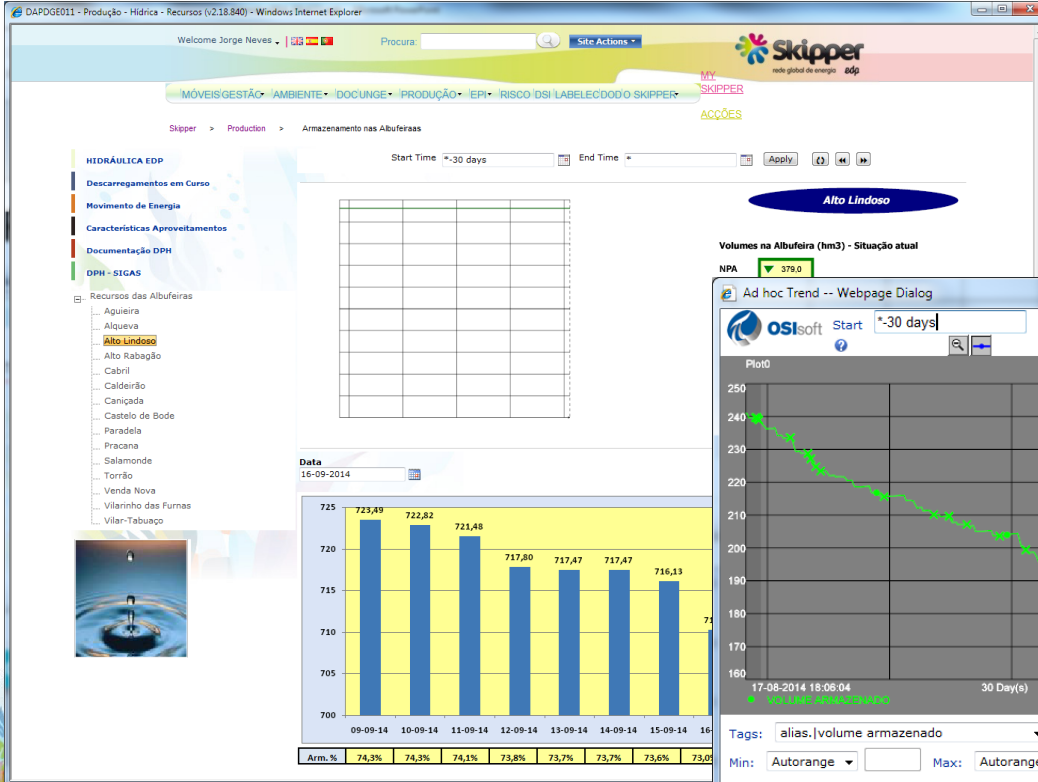 DAPDGE011 - Produção - Hídrica - Recursos (v2.18.840) - Windows Internet Explorer
Welcome Jorge Neves
Procura:
Site Actions
Skipper
rede global de energia edp
MY SKIPPER
MÓVEIS GESTÃO AMBIENTE DOC UNGE PRODUÇÃO EPI RISCO DSI LABELEC DODO SKIPPER
ACÇÕES
Skipper > Production > Armazenamento nas Albufeiraas
HIDRÁULICA EDP
Descarregamentos em Curso
Movimento de Energia
Características Aproveitamentos
Documentação DPH
DPH - SIGAS
Recursos das Albufeiras
Aguieira
Alqueva
Alto Lindoso
Alto Rabagão
Cabril
Caldeirão
Caniçada
Castelo de Bode
Paradela
Pracana
Salamonde
Torrão
Venda Nova
Vilarinho das Furnas
Vilar-Tabuaço
Start Time *-30 days End Time * Apply
Alto Lindoso
Volumes na Albufeira (hm3) - Situação atual
NPA 379,0
Data
16-09-2014
725
720
715
710
705
700
723,49 722,82 721,48 717,80 717,47 717,47 716,13 71
09-09-14 10-09-14 11-09-14 12-09-14 13-09-14 14-09-14 15-09-14 16-
Arm. % 74,3% 74,3% 74,1% 73,8% 73,7% 73,7% 73,6% 73,0%
Ad hoc Trend -- Webpage Dialog
OSIsoft Start *-30 days
Plot0
250
240
230
220
210
200
190
180
170
160
17-08-2014 18:06:04 30 Day(s)
VOLUME ARMAZENADO
Tags: alias.|volume armazenado
Min: Autorange Max: Autorange